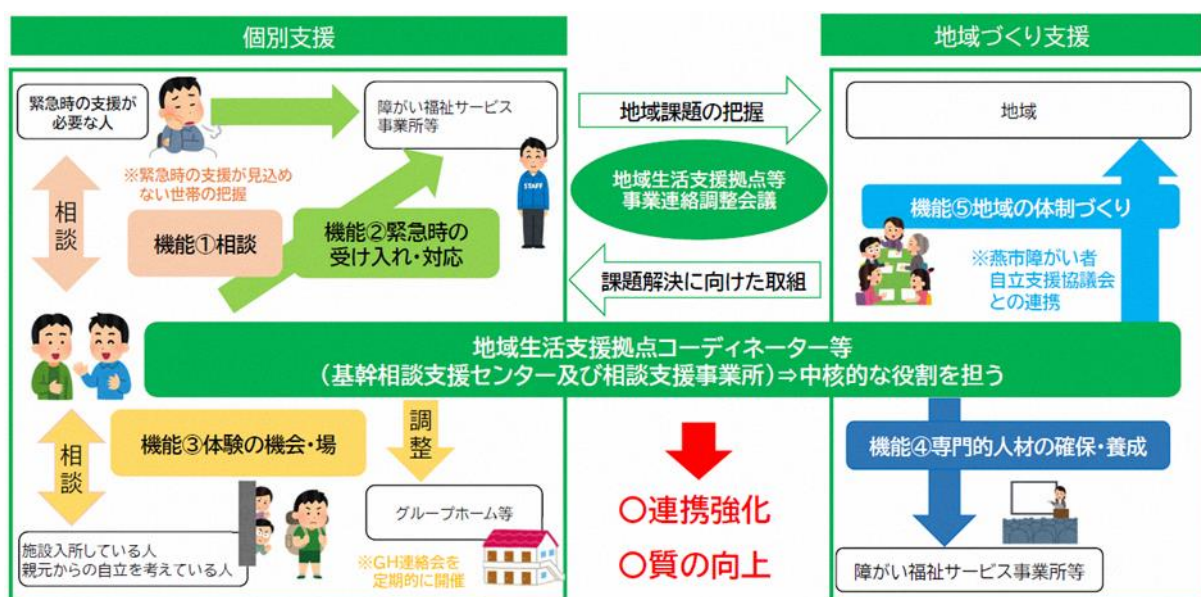 個別支援
地域づくり支援
緊急時の支援が
必要な人
障がい福祉サービス
事業所等
地域課題の把握
地域
※緊急時の支援が見込め
ない世帯の把握
STAFF
地域生活支援拠点等
事業連絡調整会議
相談
機能①相談
機能②緊急時の
受け入れ・対応
機能⑤地域の体制づくり
課題解決に向けた取組
※燕市障がい者
自立支援協議会
との連携
地域生活支援拠点コーディネーター等
（基幹相談支援センター及び相談支援事業所）⇒中核的な役割を担う
相談
機能③体験の機会・場
調整
機能④専門的人材の確保・養成
グループホーム等
〇連携強化
施設入所している人
親元からの自立を考えている人
※GH連絡会を
定期的に開催
〇質の向上
障がい福祉サービス事業所等